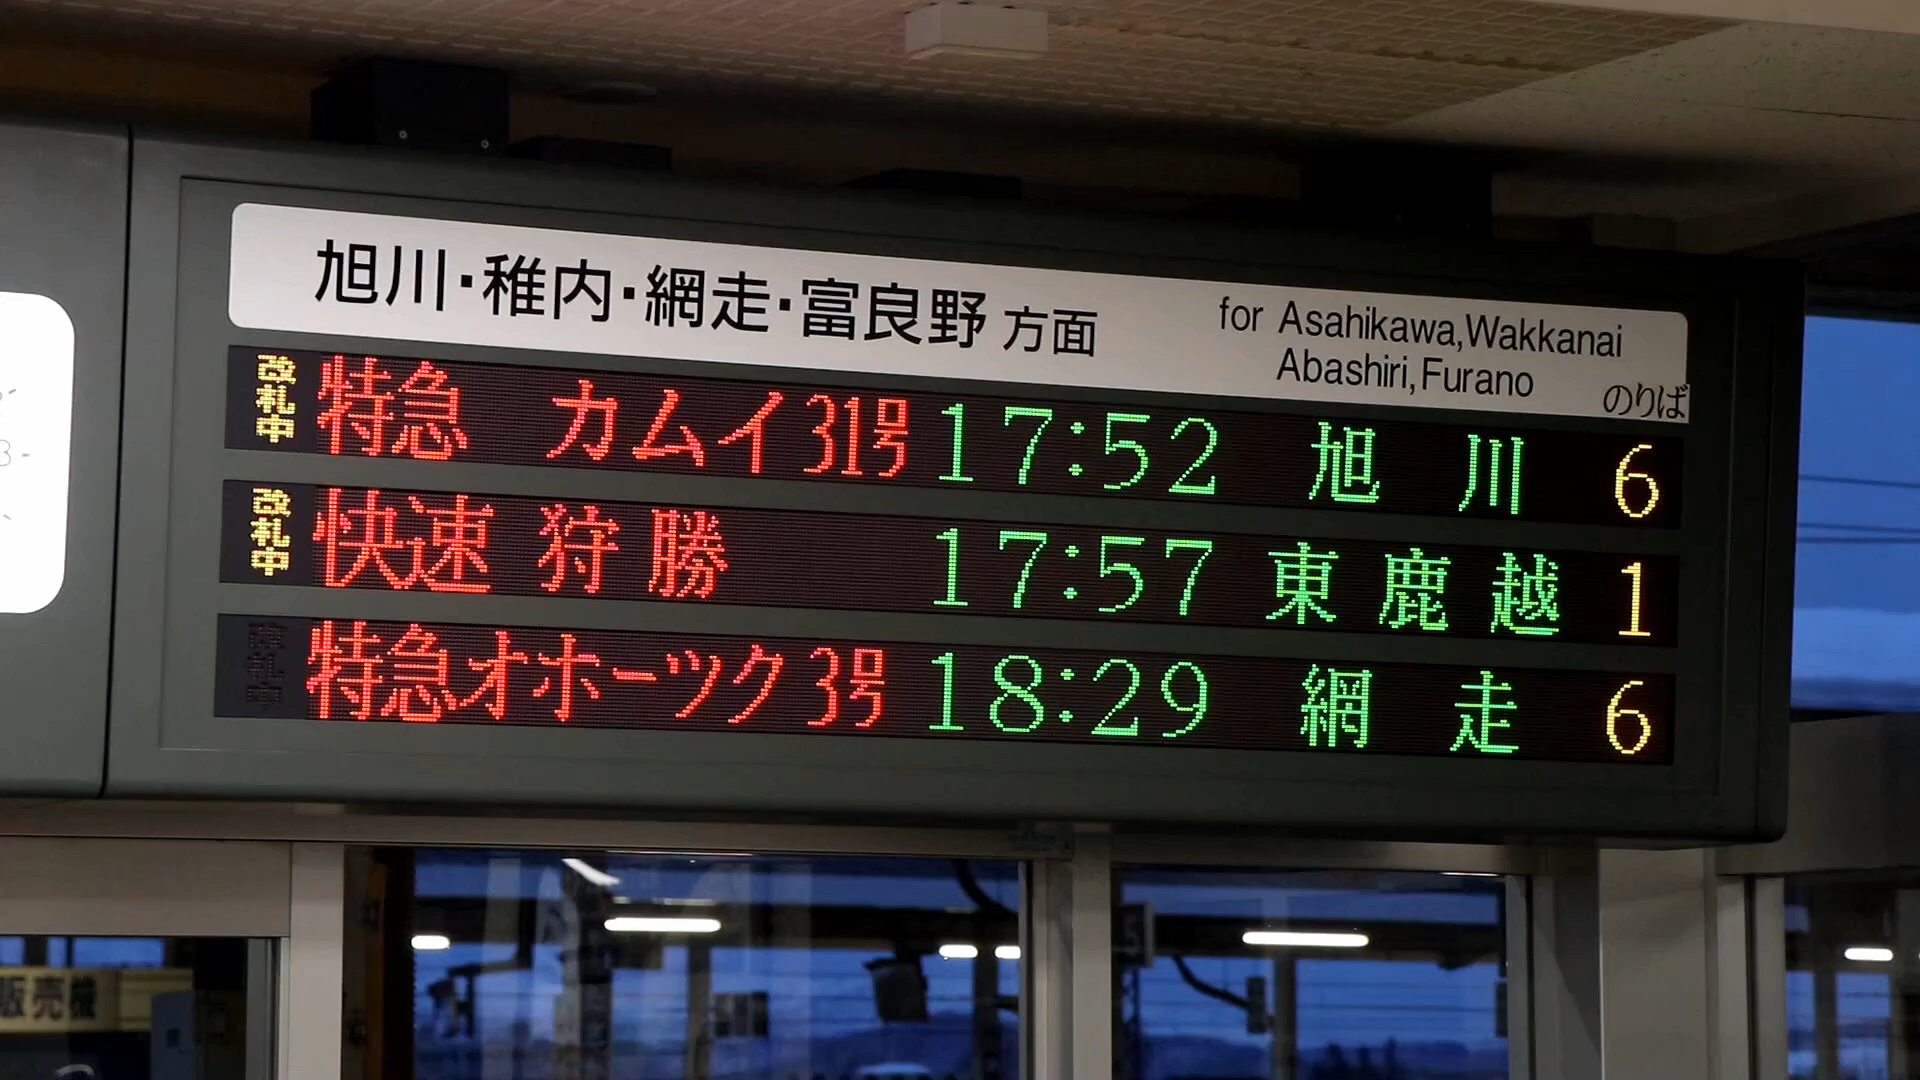 旭川・稚内・網走・富良野 方面
for Asahikawa,Wakkanai
Abashiri,Furano
のりば
改札中 特急 カムイ31号 17:52 旭川 6
改札中 快速 狩勝 17:57 東鹿越 1
特急オホーツク3号 18:29 網走 6
販売機